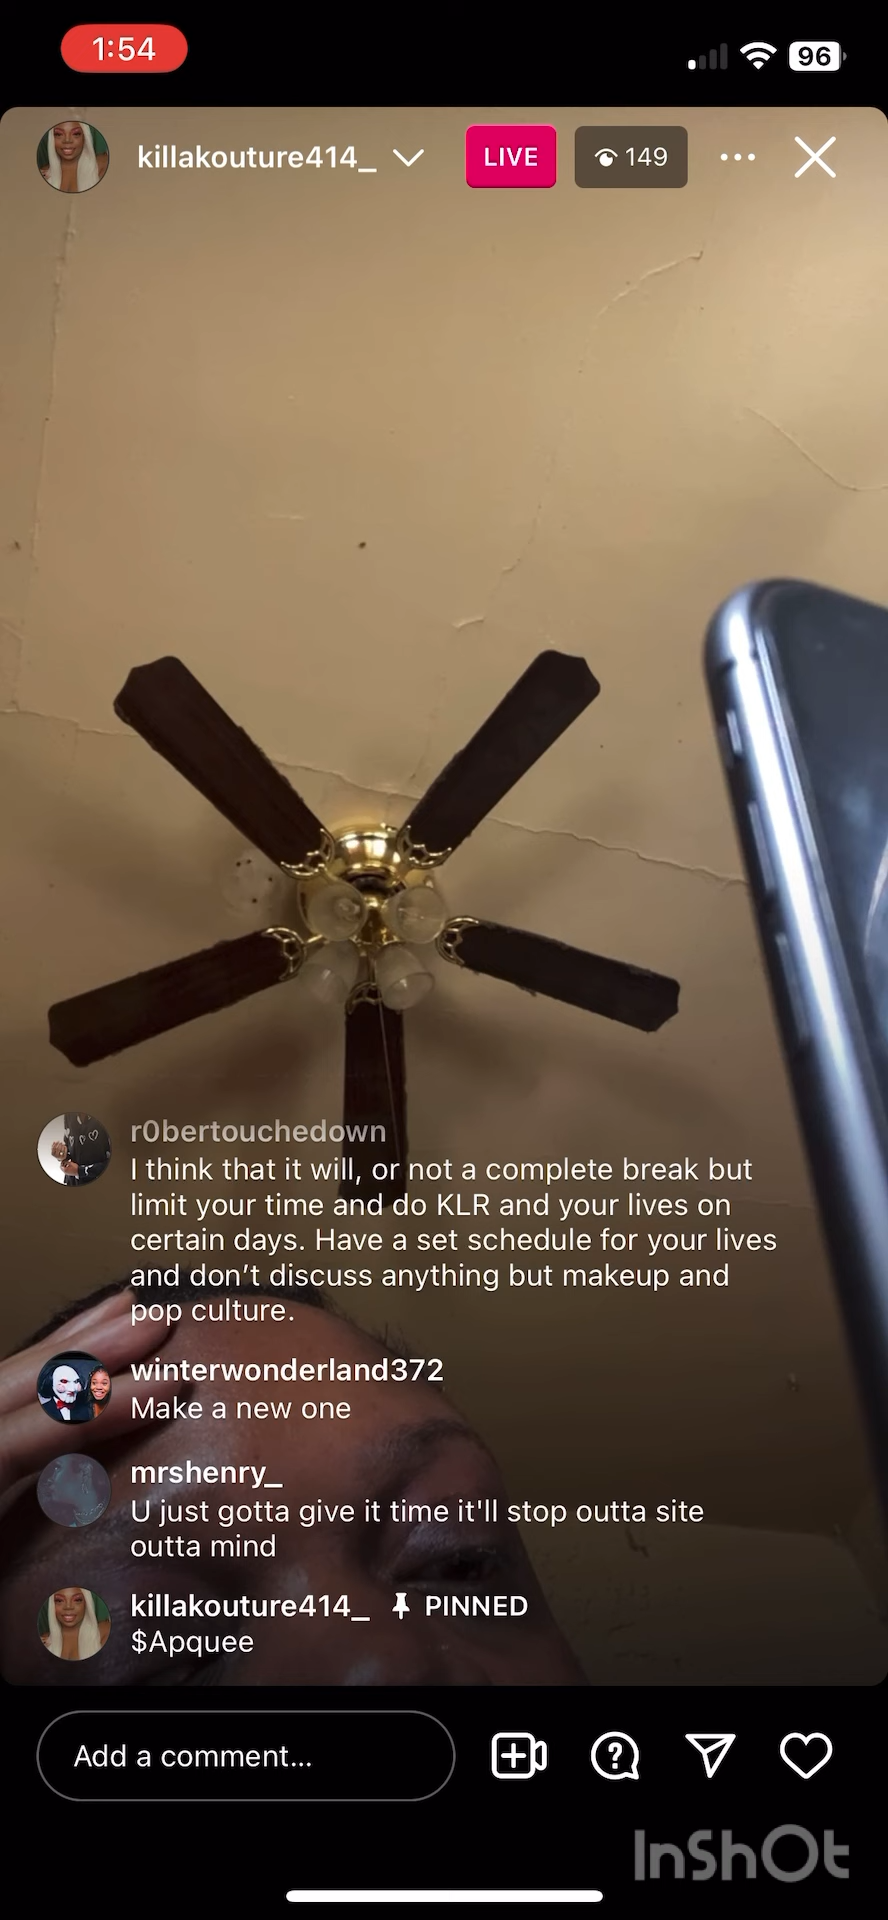 1:54
96
killakouture414_
LIVE
149
r0bertouchedown
I think that it will, or not a complete break but
limit your time and do KLR and your lives on
certain days. Have a set schedule for your lives
and don't discuss anything but makeup and
pop culture.
winterwonderland372
Make a new one
mrshenry_
U just gotta give it time it'll stop outta site
outta mind
killakouture414_ PINNED
$Apquee
Add a comment...
InShOt